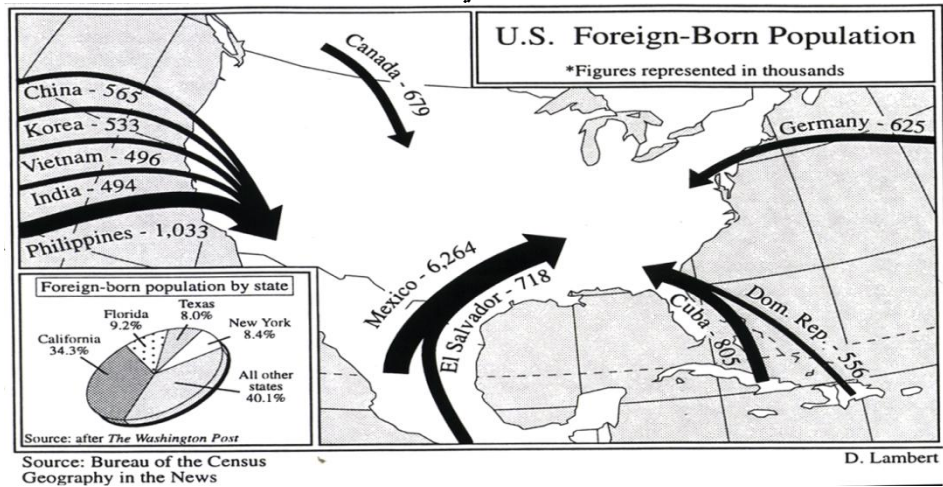 U.S. Foreign-Born Population
*Figures represented in thousands
Canada - 679
China - 565
Korea - 533
Vietnam - 496
India - 494
Philippines - 1,033
Germany - 625
Mexico - 6,264
El Salvador - 718
Cuba - 805
Dom. Rep. - 556
Foreign-born population by state
Texas
8.0%
Florida
9.2%
New York
8.4%
California
34.3%
All other
states
40.1%
Source: after The Washington Post
Source: Bureau of the Census
Geography in the News
D. Lambert